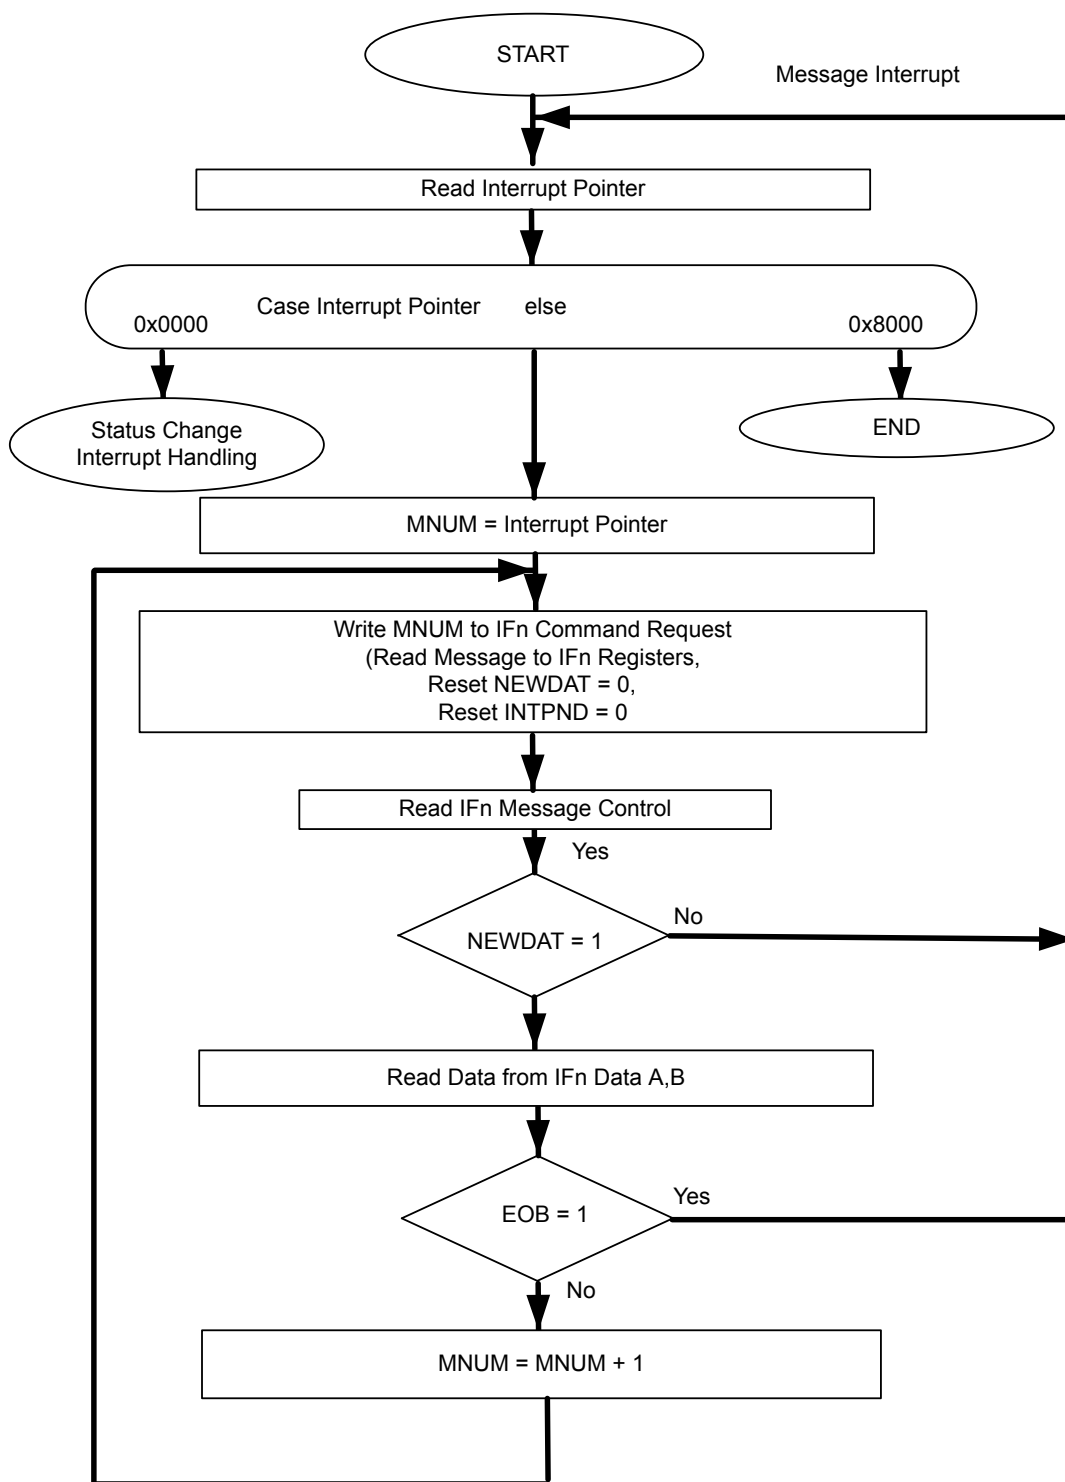 START
Message Interrupt
Read Interrupt Pointer
Case Interrupt Pointer else
0x0000
0x8000
Status Change
Interrupt Handling
END
MNUM = Interrupt Pointer
Write MNUM to IFn Command Request
(Read Message to IFn Registers,
Reset NEWDAT = 0,
Reset INTPND = 0
Read IFn Message Control
Yes
NEWDAT = 1
No
Read Data from IFn Data A,B
EOB = 1
Yes
No
MNUM = MNUM + 1